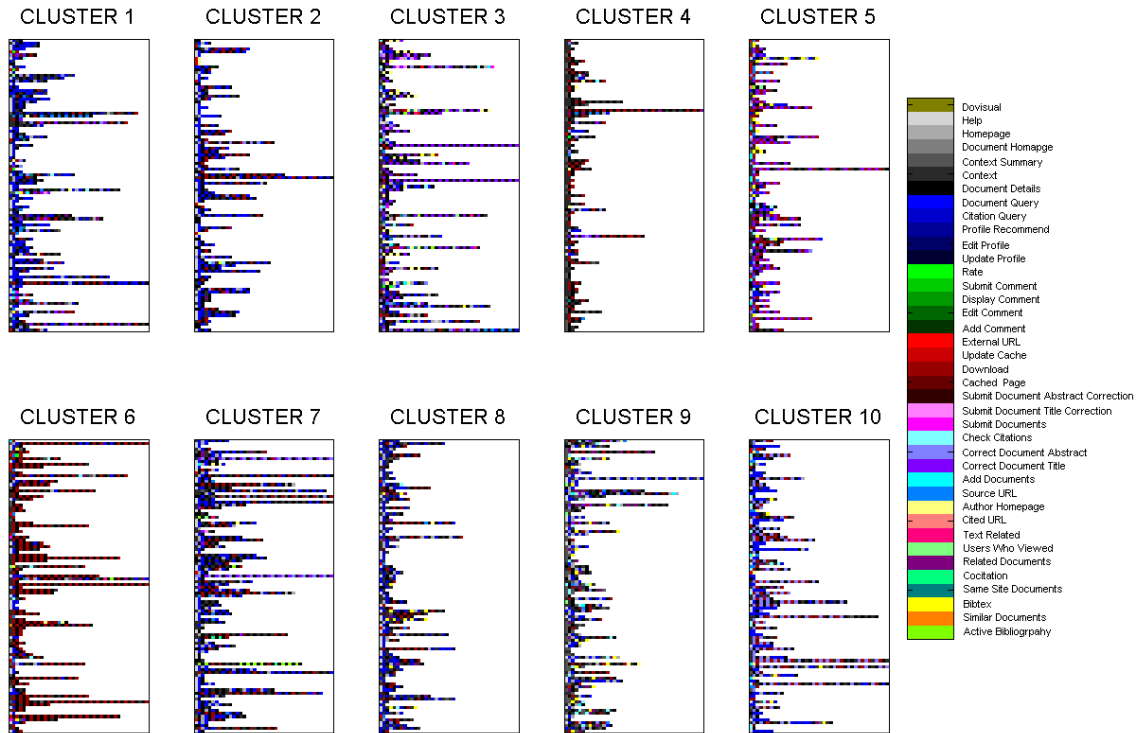 CLUSTER 1
CLUSTER 2
CLUSTER 3
CLUSTER 4
CLUSTER 5
Dovisual
Help
Homepage
Document Homapge
Context Summary
Context
Document Details
Document Query
Citation Query
Profile Recommend
Edit Profile
Update Profile
Rate
Submit Comment
Display Comment
Edit Comment
Add Comment
External URL
Update Cache
Download
Cached Page
Submit Document Abstract Correction
Submit Document Title Correction
Submit Documents
Check Citations
Correct Document Abstract
Correct Document Title
Add Documents
Source URL
Author Homepage
Cited URL
Text Related
Users Who Viewed
Related Documents
Cocitation
Same Site Documents
Bibtex
Similar Documents
Active Bibliogrpahy
CLUSTER 6
CLUSTER 7
CLUSTER 8
CLUSTER 9
CLUSTER 10